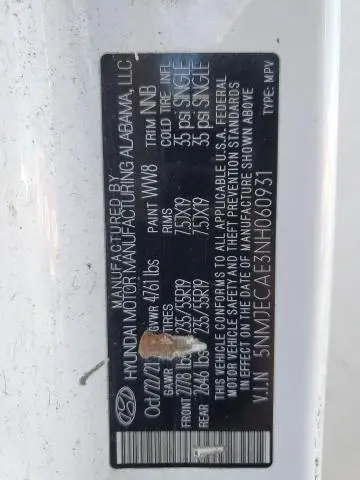 MANUFACTURED BY
HYUNDAI MOTOR MANUFACTURING ALABAMA, LLC
Oct/22/21 PAINT WW8 TRIM NNB
GVWR 4761 lbs
GAWR RIMS COLD TIRE INFL
FRONT 2778 lbs 235/55R19 7.5JX19 35 psi SINGLE
REAR 2646 lbs 235/55R19 7.5JX19 35 psi SINGLE
THIS VEHICLE CONFORMS TO ALL APPLICABLE U.S.A. FEDERAL
MOTOR VEHICLE SAFETY AND THEFT PREVENTION STANDARDS
IN EFFECT ON THE DATE OF MANUFACTURE SHOWN ABOVE
V.I.N 5NMJECAE3NH060931 TYPE: MPV